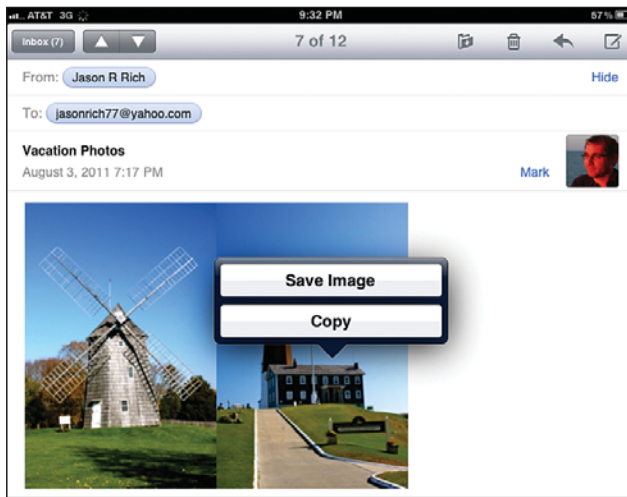 AT&T 3G 9:32 PM 57%
Inbox (7) 7 of 12
From: Jason R Rich Hide
To: jasonrich77@yahoo.com
Vacation Photos
August 3, 2011 7:17 PM Mark
Save Image
Copy